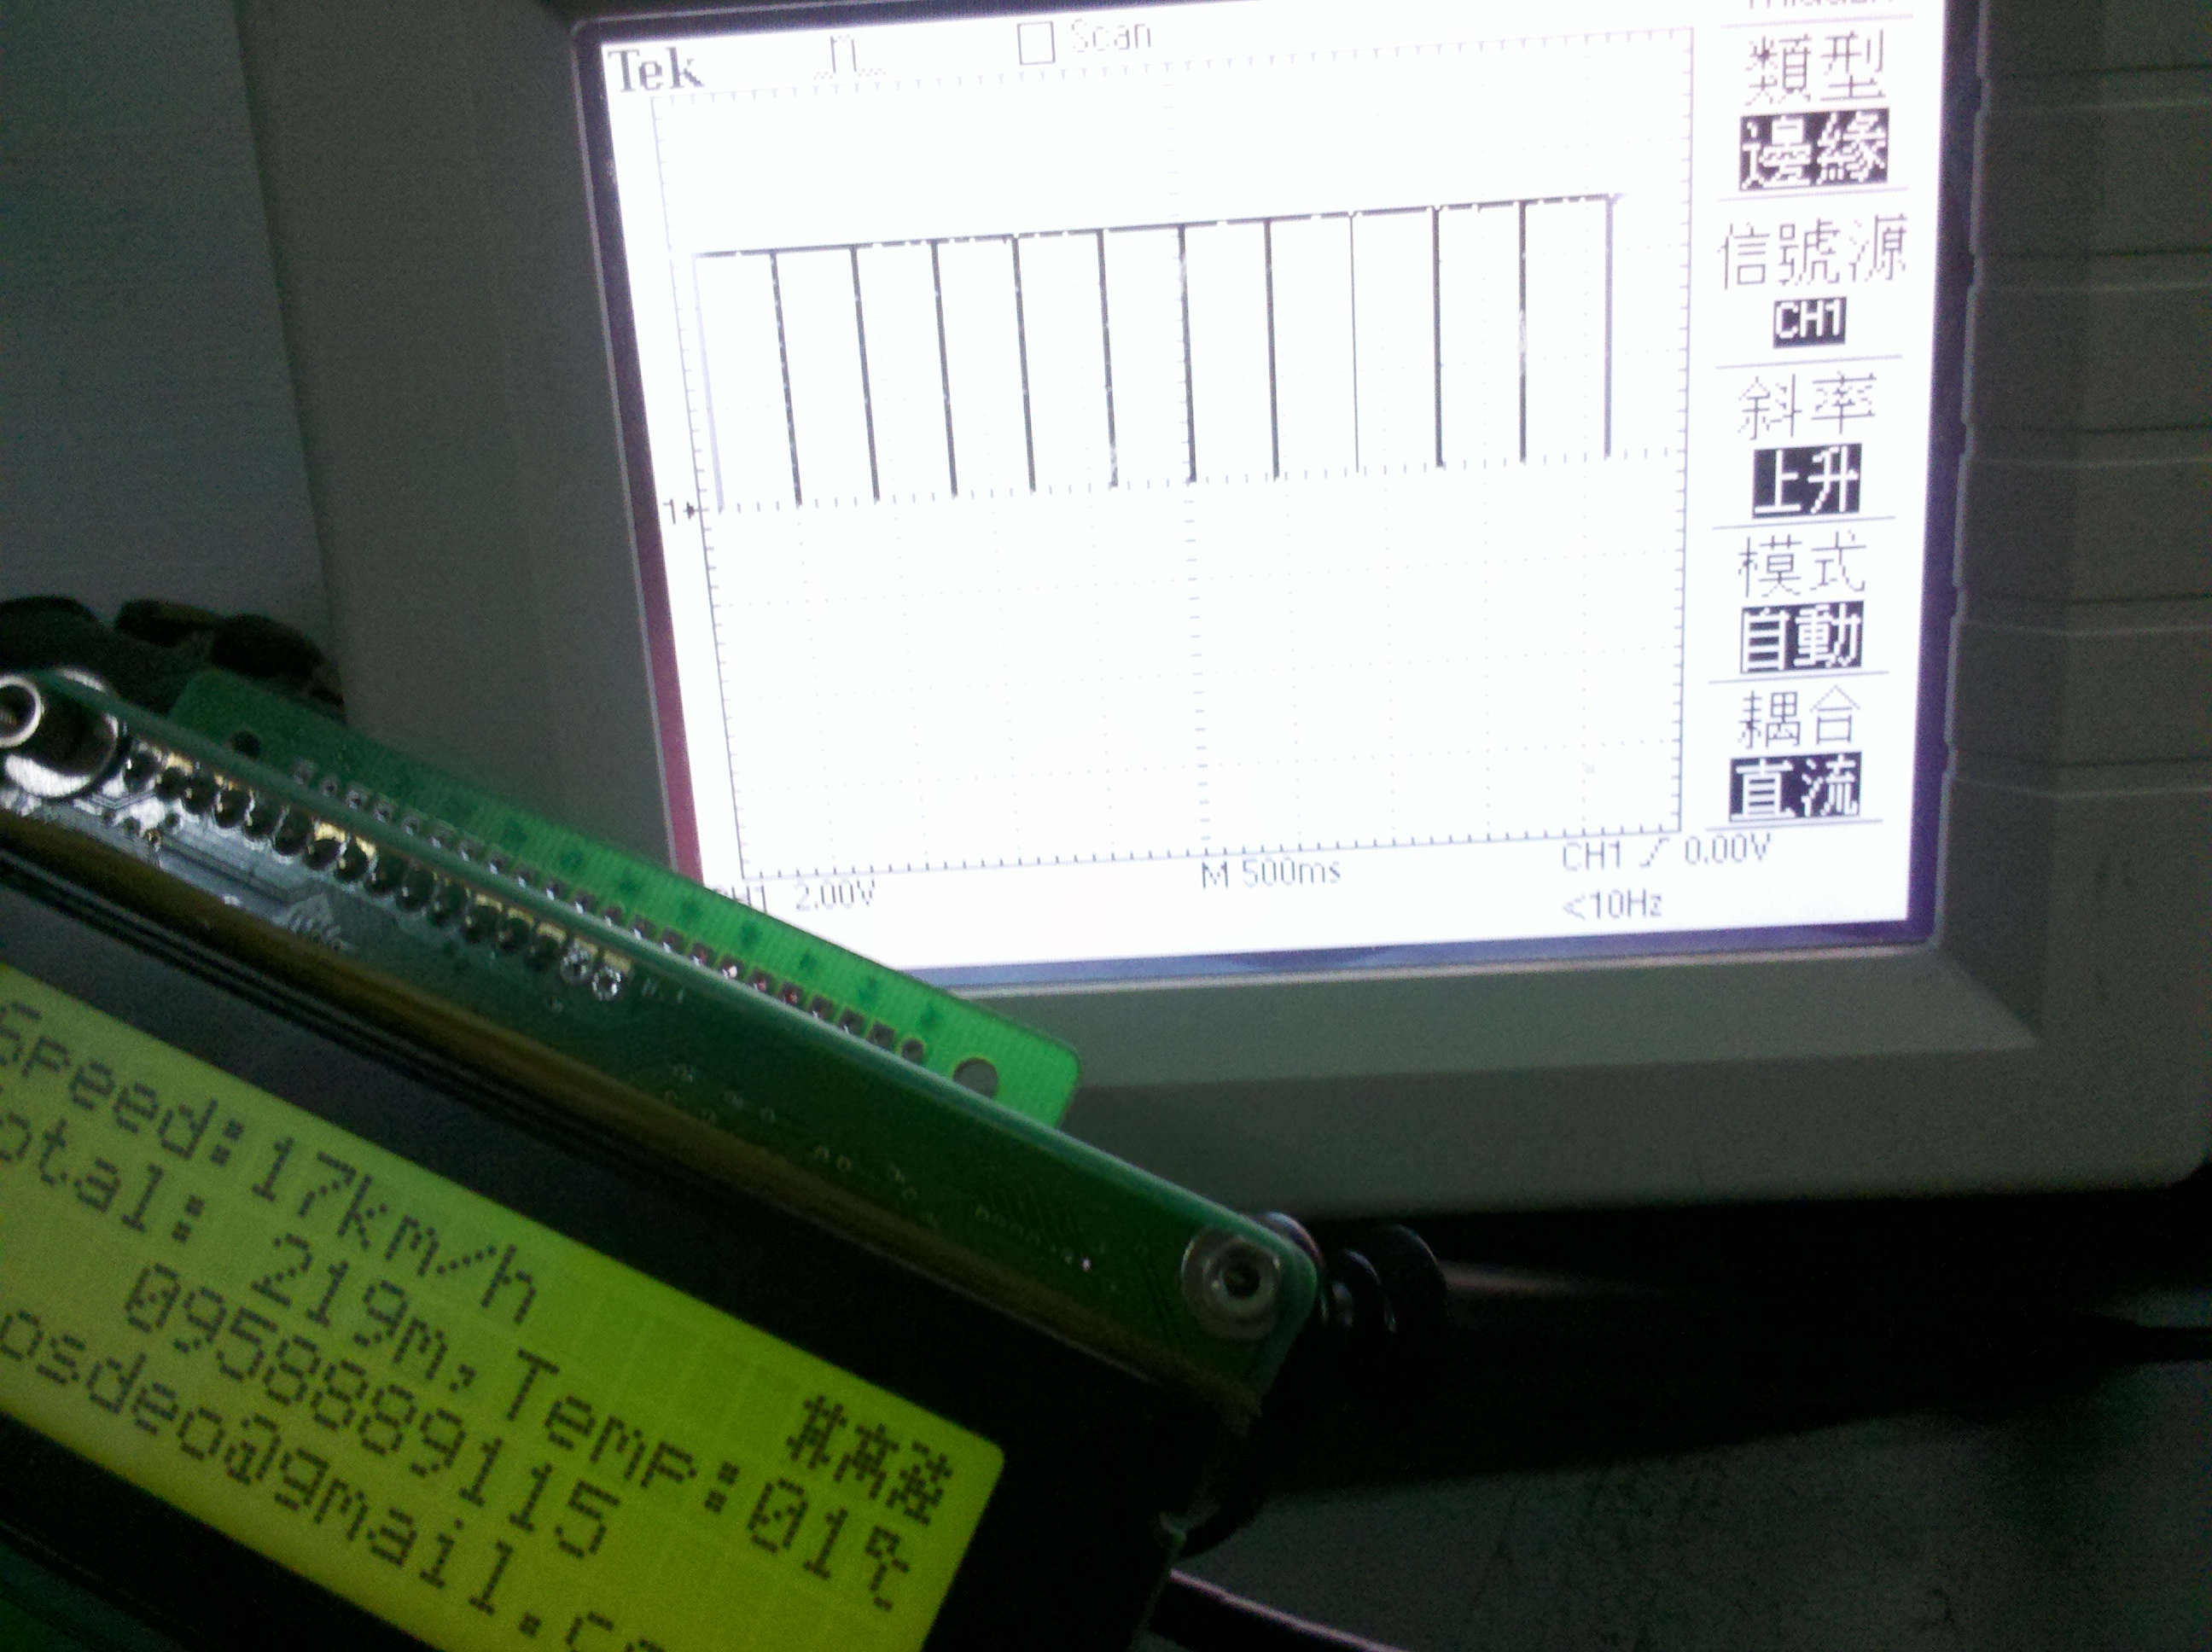 Tek
Scan
類型
邊緣
信號源
CH1
斜率
上升
模式
自動
耦合
直流
1
CH1 2.00V
M 500ms
CH1 0.00V
<10Hz
Speed:17km/h
Total: 219m,Temp:01℃
0958889115
osdeo@gmail.c